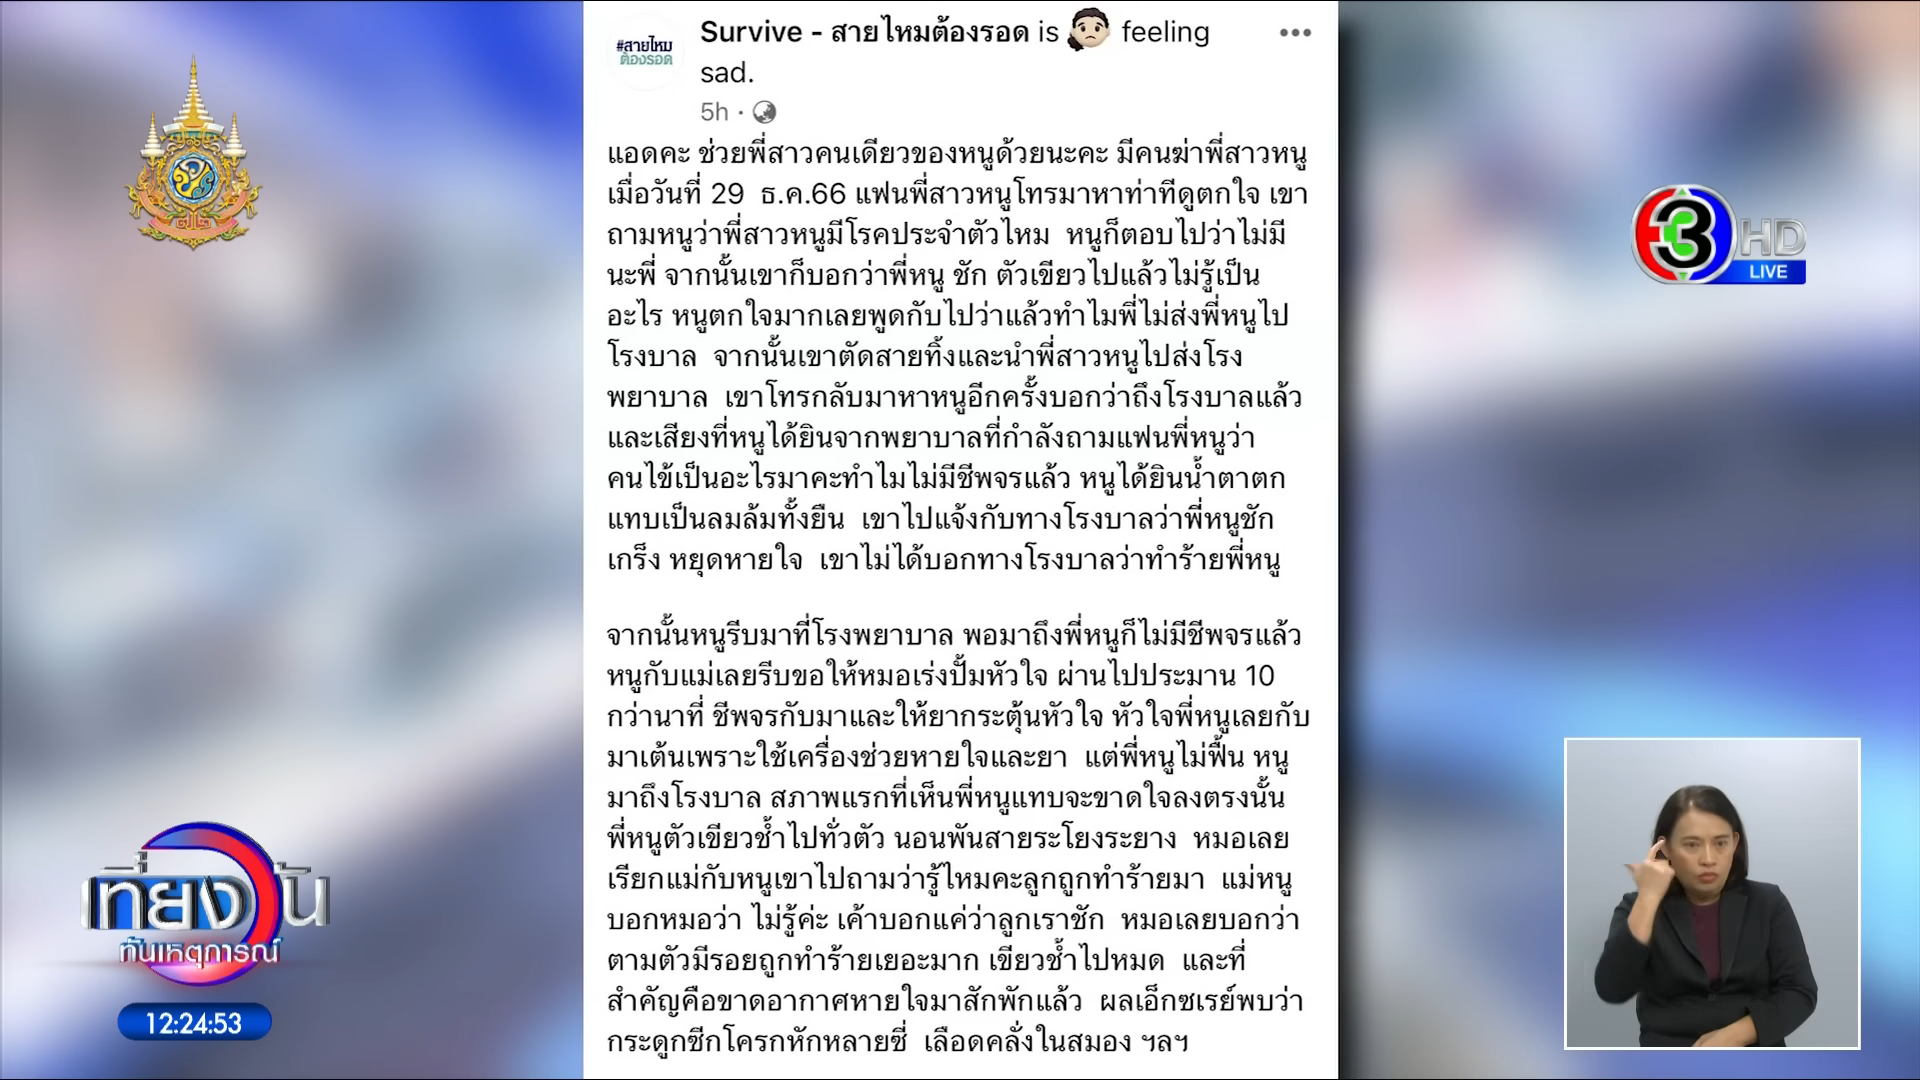 Survive - สายไหมต้องรอด is feeling
sad.
5h ·
#สายไหม
ต้องรอด
แอดคะ ช่วยพี่สาวคนเดียวของหนูด้วยนะคะ มีคนฆ่าพี่สาวหนู
เมื่อวันที่ 29 ธ.ค.66 แฟนพี่สาวหนูโทรมาหาท่าทีดูตกใจ เขา
ถามหนูว่าพี่สาวหนูมีโรคประจำตัวไหม หนูก็ตอบไปว่าไม่มี
นะพี่ จากนั้นเขาก็บอกว่าพี่หนู ชัก ตัวเขียวไปแล้วไม่รู้เป็น
อะไร หนูตกใจมากเลยพูดกับไปว่าแล้วทำไมพี่ไม่ส่งพี่หนูไป
โรงบาล จากนั้นเขาตัดสายทิ้งและนำพี่สาวหนูไปส่งโรง
พยาบาล เขาโทรกลับมาหาหนูอีกครั้งบอกว่าถึงโรงบาลแล้ว
และเสียงที่หนูได้ยินจากพยาบาลที่กำลังถามแฟนพี่หนูว่า
คนไข้เป็นอะไรมาคะทำไมไม่มีชีพจรแล้ว หนูได้ยินน้ำตาตก
แทบเป็นลมล้มทั้งยืน เขาไปแจ้งกับทางโรงบาลว่าพี่หนูชัก
เกร็ง หยุดหายใจ เขาไม่ได้บอกทางโรงบาลว่าทำร้ายพี่หนู
จากนั้นหนูรีบมาที่โรงพยาบาล พอมาถึงพี่หนูก็ไม่มีชีพจรแล้ว
หนูกับแม่เลยรีบขอให้หมอเร่งปั้มหัวใจ ผ่านไปประมาน 10
กว่านาที่ ชีพจรกับมาและให้ยากระตุ้นหัวใจ หัวใจพี่หนูเลยกับ
มาเต้นเพราะใช้เครื่องช่วยหายใจและยา แต่พี่หนูไม่ฟื้น หนู
มาถึงโรงบาล สภาพแรกที่เห็นพี่หนูแทบจะขาดใจลงตรงนั้น
พี่หนูตัวเขียวช้ำไปทั่วตัว นอนพันสายระโยงระยาง หมอเลย
เรียกแม่กับหนูเขาไปถามว่ารู้ไหมคะลูกถูกทำร้ายมา แม่หนู
บอกหมอว่า ไม่รู้ค่ะ เค้าบอกแค่ว่าลูกเราชัก หมอเลยบอกว่า
ตามตัวมีรอยถูกทำร้ายเยอะมาก เขียวช้ำไปหมด และที่
สำคัญคือขาดอากาศหายใจมาสักพักแล้ว ผลเอ็กซเรย์พบว่า
กระดูกซีกโครกหักหลายซี่ เลือดคลั่งในสมอง ฯลฯ
3 HD
LIVE
เที่ยงวัน
ทันเหตุการณ์
12:24:53